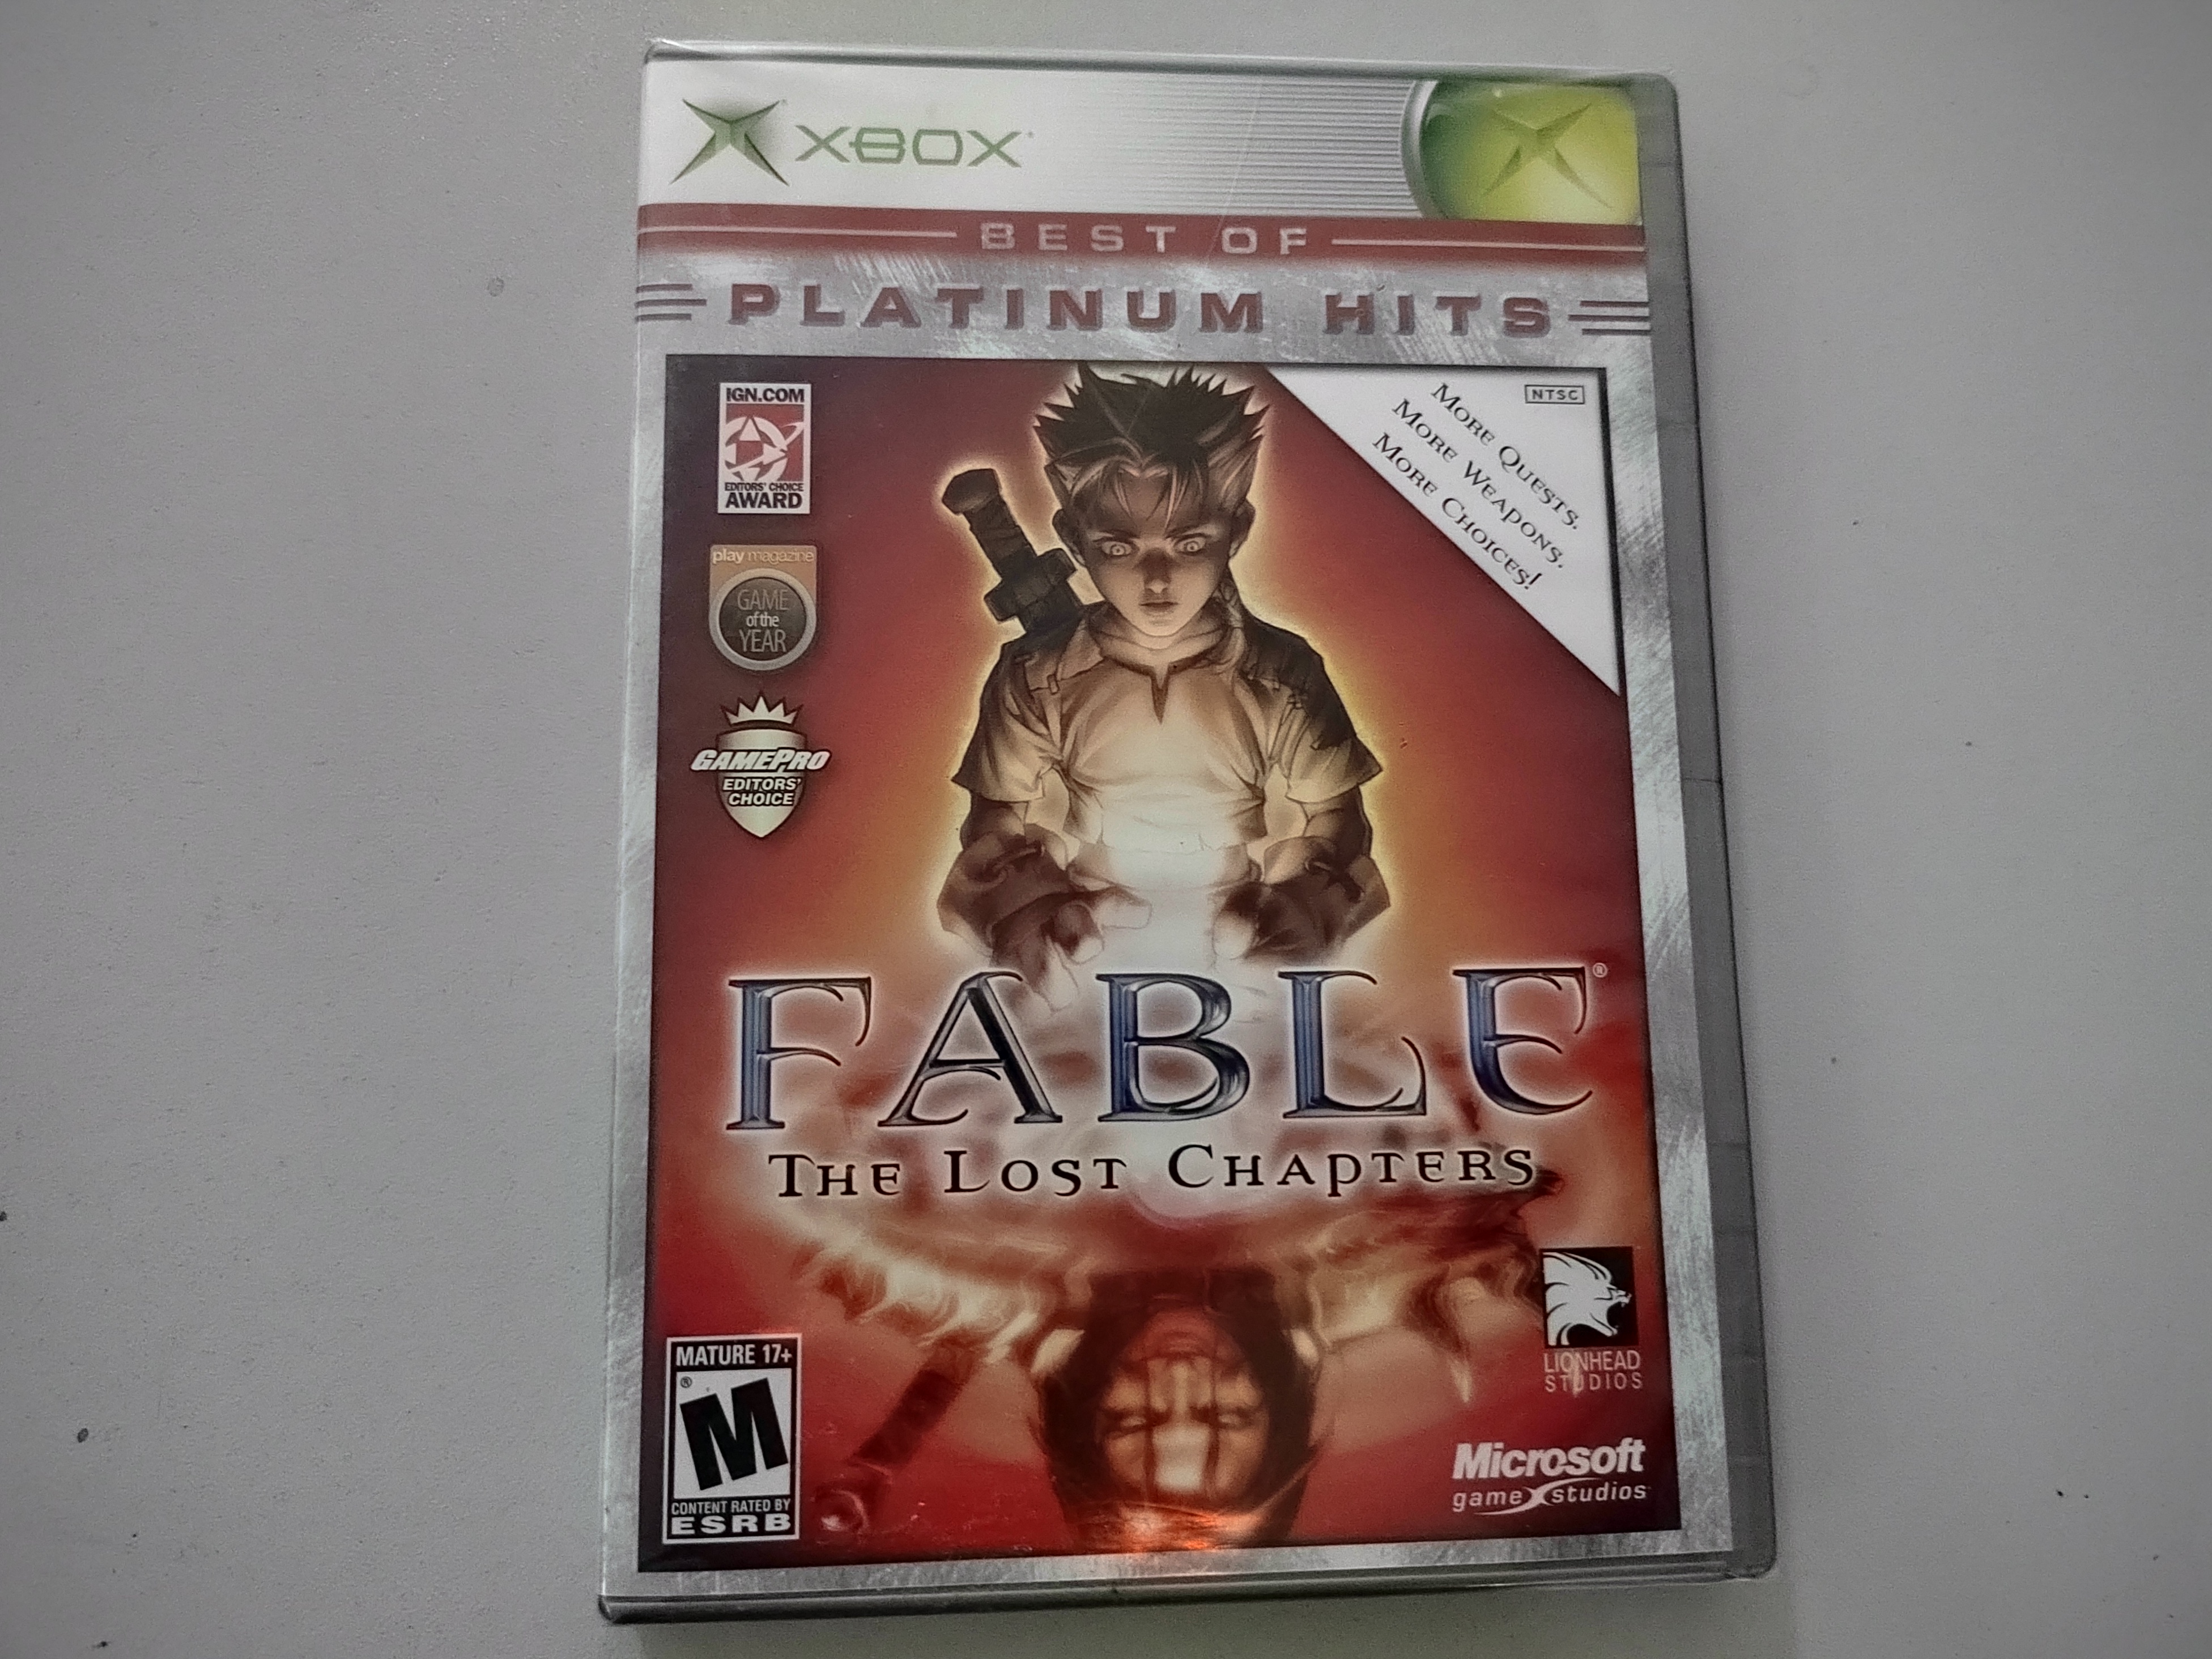 XBOX
BEST OF
PLATINUM HITS
NTSC
More Quests.
More Weapons.
More Choices!
IGN.COM
EDITORS' CHOICE
AWARD
play magazine
GAME
of the
YEAR
GAMEPRO
EDITORS'
CHOICE
FABLE®
The Lost Chapters
LIONHEAD
STUDIOS
MATURE 17+
M
®
CONTENT RATED BY
ESRB
Microsoft
game studios